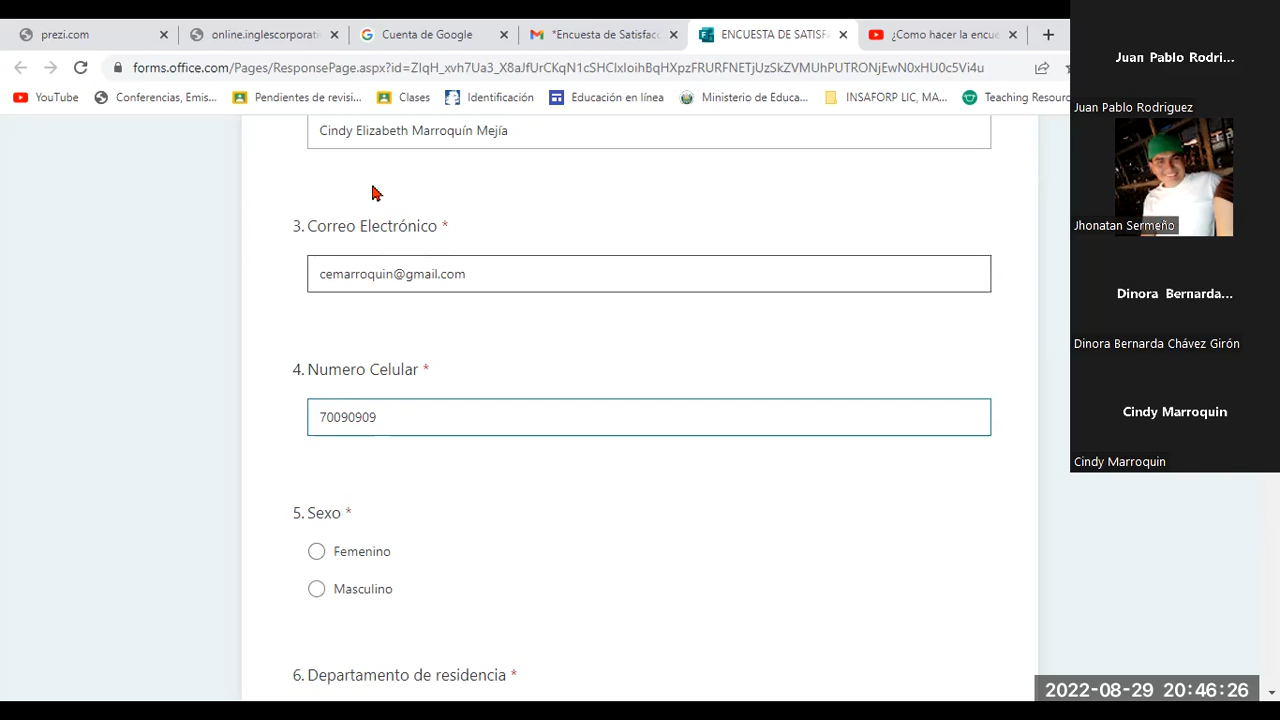 prezi.com
online.inglescorporati
Cuenta de Google
*Encuesta de Satisfacc
ENCUESTA DE SATISFA
¿Como hacer la encue
forms.office.com/Pages/ResponsePage.aspx?id=ZIqH_xvh7Ua3_X8aJfUrCKqN1cSHClxIoihBqHXpzFRURFNETjUzSkZVMUhPUTRONjEwN0xHU0c5Vi4u
YouTube
Conferencias, Emis...
Pendientes de revisi...
Clases
Identificación
Educación en línea
Ministerio de Educa...
INSAFORP LIC, MA...
Teaching Resour
Cindy Elizabeth Marroquín Mejía
3. Correo Electrónico *
cemarroquin@gmail.com
4. Numero Celular *
70090909
5. Sexo *
Femenino
Masculino
6. Departamento de residencia *
Juan Pablo Rodri...
Juan Pablo Rodriguez
Jhonatan Sermeño
Dinora Bernarda...
Dinora Bernarda Chávez Girón
Cindy Marroquin
Cindy Marroquin
2022-08-29 20:46:26